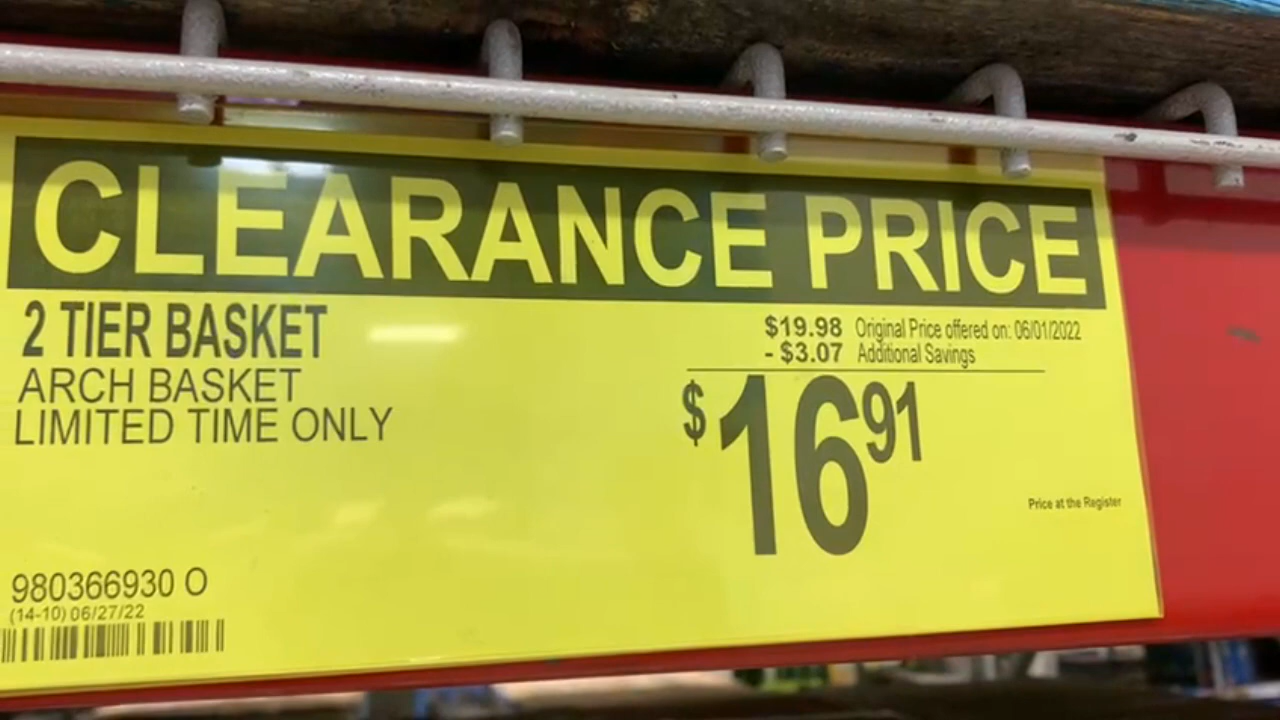 CLEARANCE PRICE
2 TIER BASKET
ARCH BASKET
LIMITED TIME ONLY
$19.98 Original Price offered on: 06/01/2022
- $3.07 Additional Savings
$16 91
Price at the Register
980366930 O
(14-10) 06/27/22